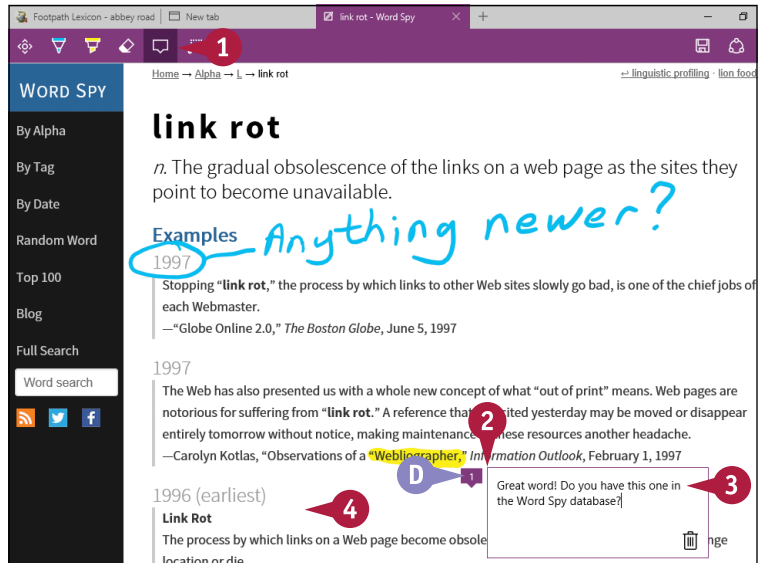 Footpath Lexicon - abbey road
New tab
link rot - Word Spy
1
WORD SPY
Home → Alpha → L → link rot
↩ linguistic profiling · lion food
By Alpha
By Tag
By Date
Random Word
Top 100
Blog
Full Search
Word search
link rot
n. The gradual obsolescence of the links on a web page as the sites they
point to become unavailable.
Examples
Anything newer?
1997
Stopping “link rot,” the process by which links to other Web sites slowly go bad, is one of the chief jobs of
each Webmaster.
—“Globe Online 2.0,” The Boston Globe, June 5, 1997
1997
The Web has also presented us with a whole new concept of what “out of print” means. Web pages are
notorious for suffering from “link rot.” A reference that cited yesterday may be moved or disappear
entirely tomorrow without notice, making maintenance these resources another headache.
2
—Carolyn Kotlas, “Observations of a “Webliographer,” Information Outlook, February 1, 1997
D
1
Great word! Do you have this one in
the Word Spy database?
3
1996 (earliest)
4
Link Rot
The process by which links on a Web page become obsole nge
location or die.